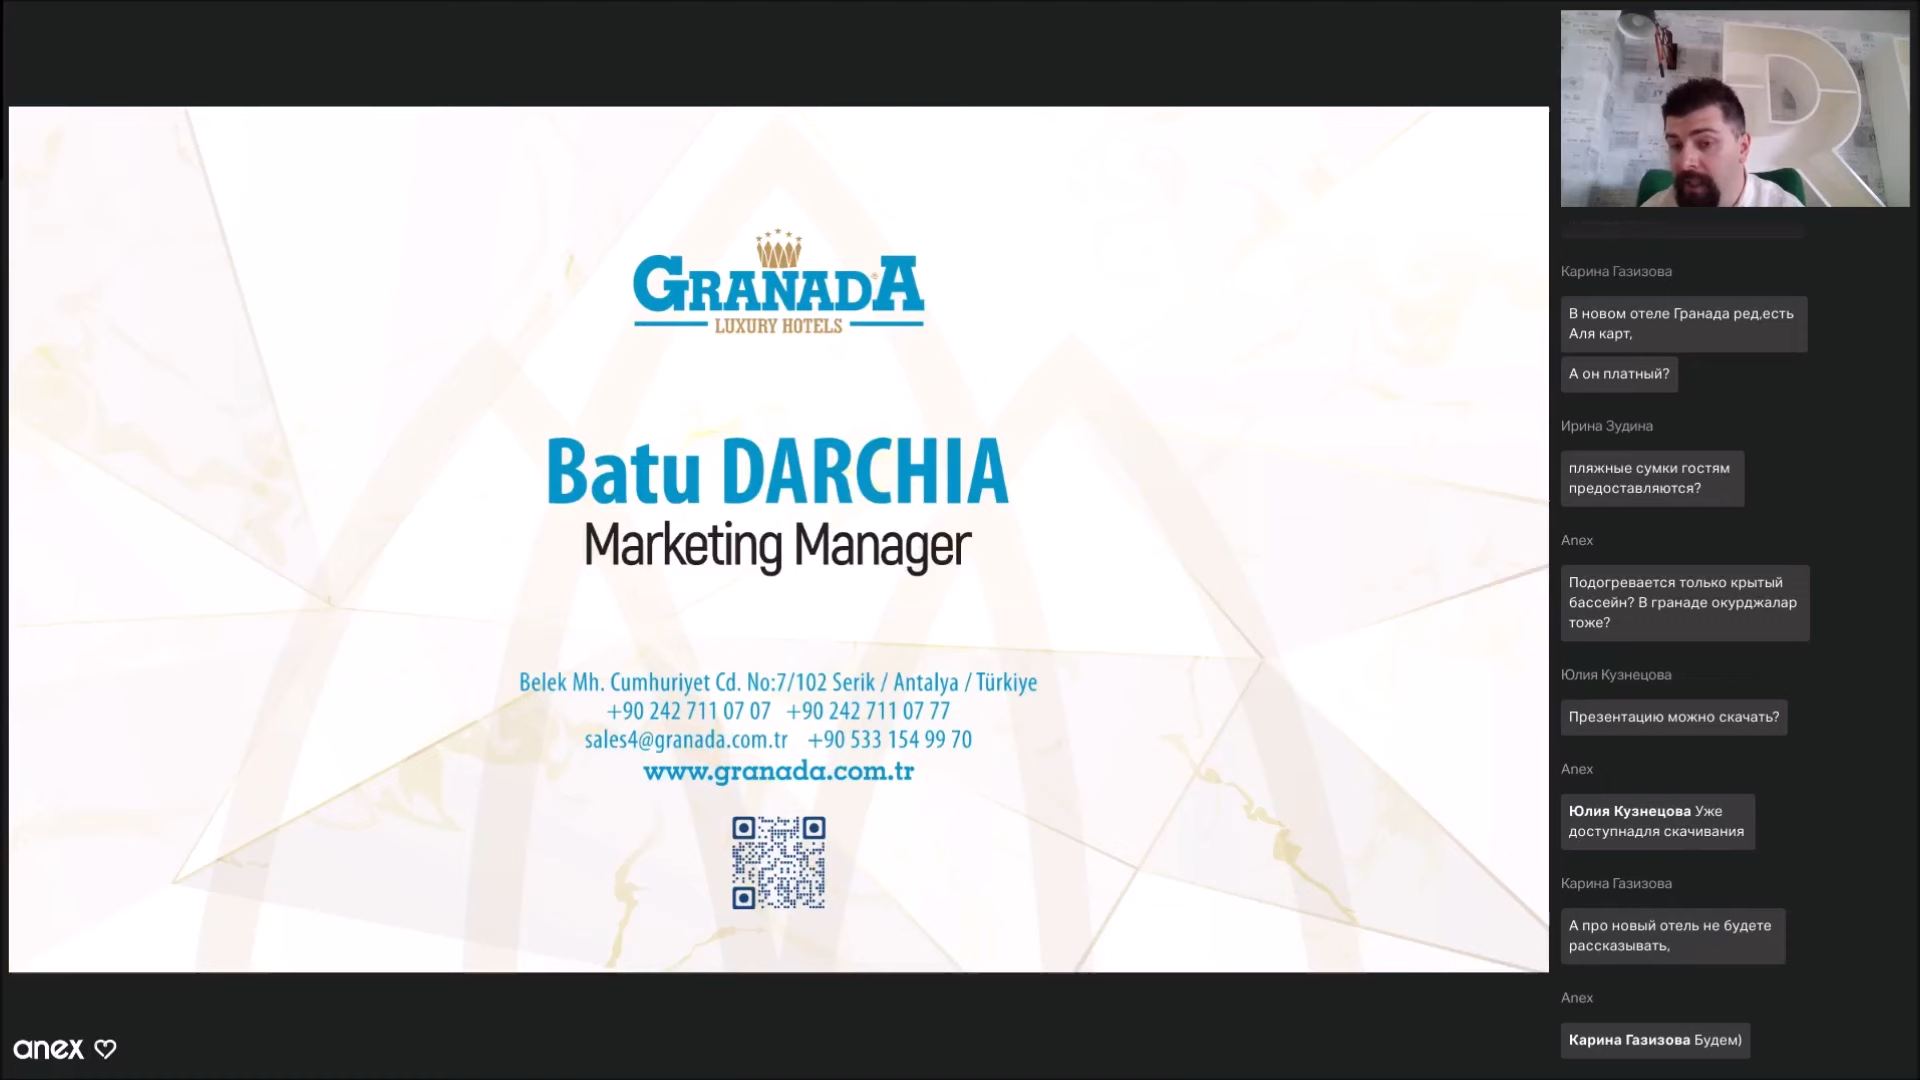 GRANADA
LUXURY HOTELS
Batu DARCHIA
Marketing Manager
Belek Mh. Cumhuriyet Cd. No:7/102 Serik / Antalya / Türkiye
+90 242 711 07 07 +90 242 711 07 77
sales4@granada.com.tr +90 533 154 99 70
www.granada.com.tr
anex
R
Карина Газизова
В новом отеле Гранада ред,есть
Аля карт,
А он платный?
Ирина Зудина
пляжные сумки гостям
предоставляются?
Anex
Подогревается только крытый
бассейн? В гранаде окурджалар
тоже?
Юлия Кузнецова
Презентацию можно скачать?
Anex
Юлия Кузнецова Уже
доступнадля скачивания
Карина Газизова
А про новый отель не будете
рассказывать,
Anex
Карина Газизова Будем)